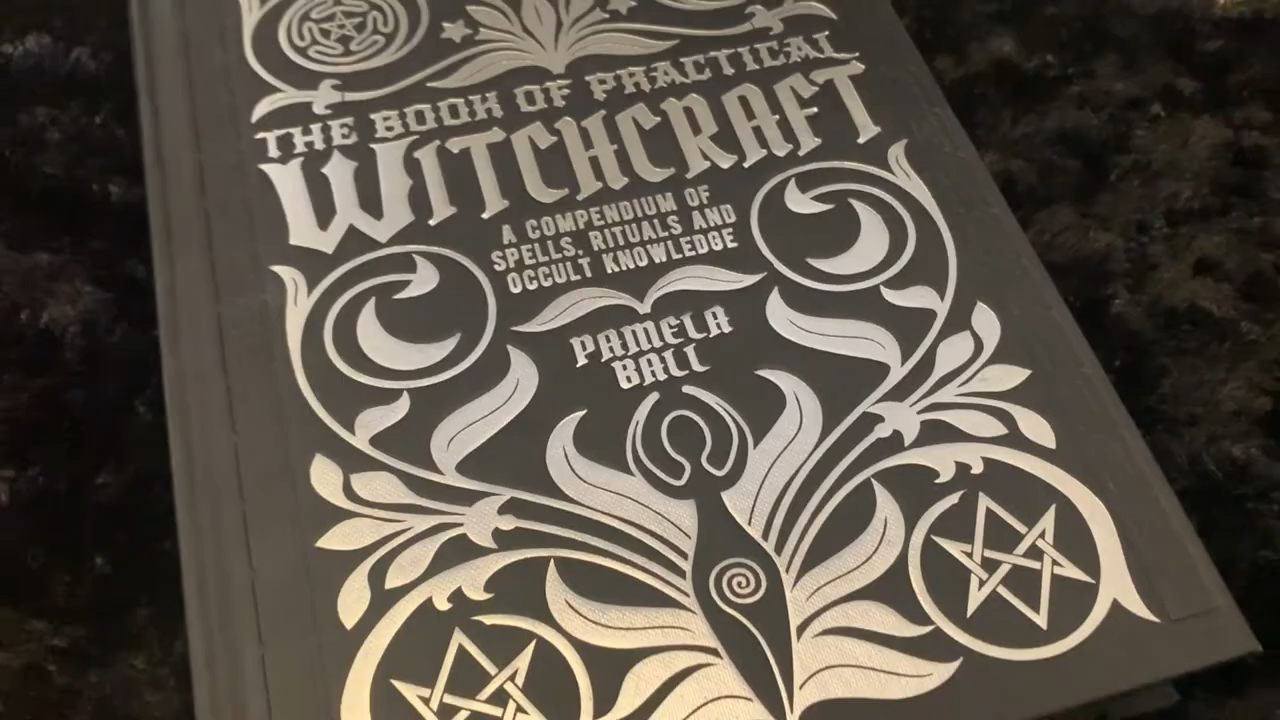 THE BOOK OF PRACTICAL
WITCHCRAFT
A COMPENDIUM OF
SPELLS, RITUALS AND
OCCULT KNOWLEDGE
PAMELA
BALL